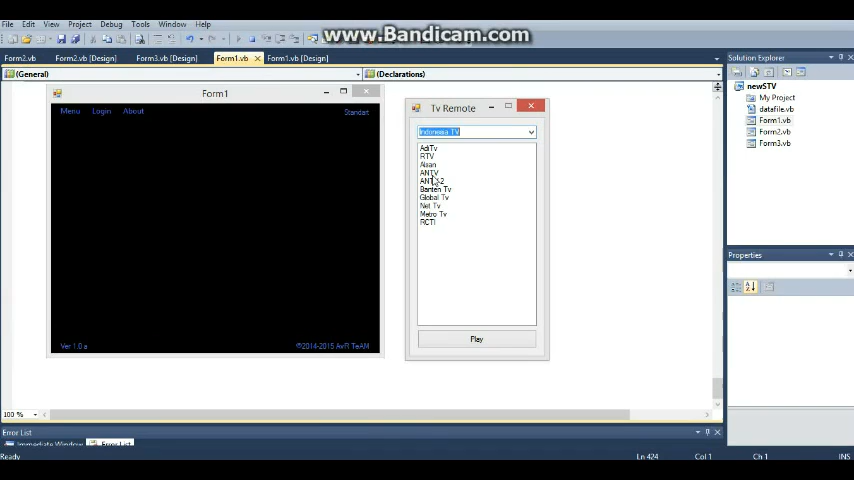 www.Bandicam.com
File Edit View Project Debug Tools Window Help
Form2.vb Form2.vb [Design] Form3.vb [Design] Form1.vb Form1.vb [Design]
(General) (Declarations)
Form1
Menu Login About Standart
Ver 1.0 a ©2014-2015 AvR TeAM
Tv Remote
Indonesia TV
AdiTv
RTV
Alxan
ANTV
Banten Tv
Global Tv
Net Tv
Metro Tv
RCTI
Play
Solution Explorer
newSTV
My Project
datafile.vb
Form1.vb
Form2.vb
Form3.vb
Properties
100 %
Error List
Immediate Window Error List
Ready Ln 424 Col 1 Ch 1 INS